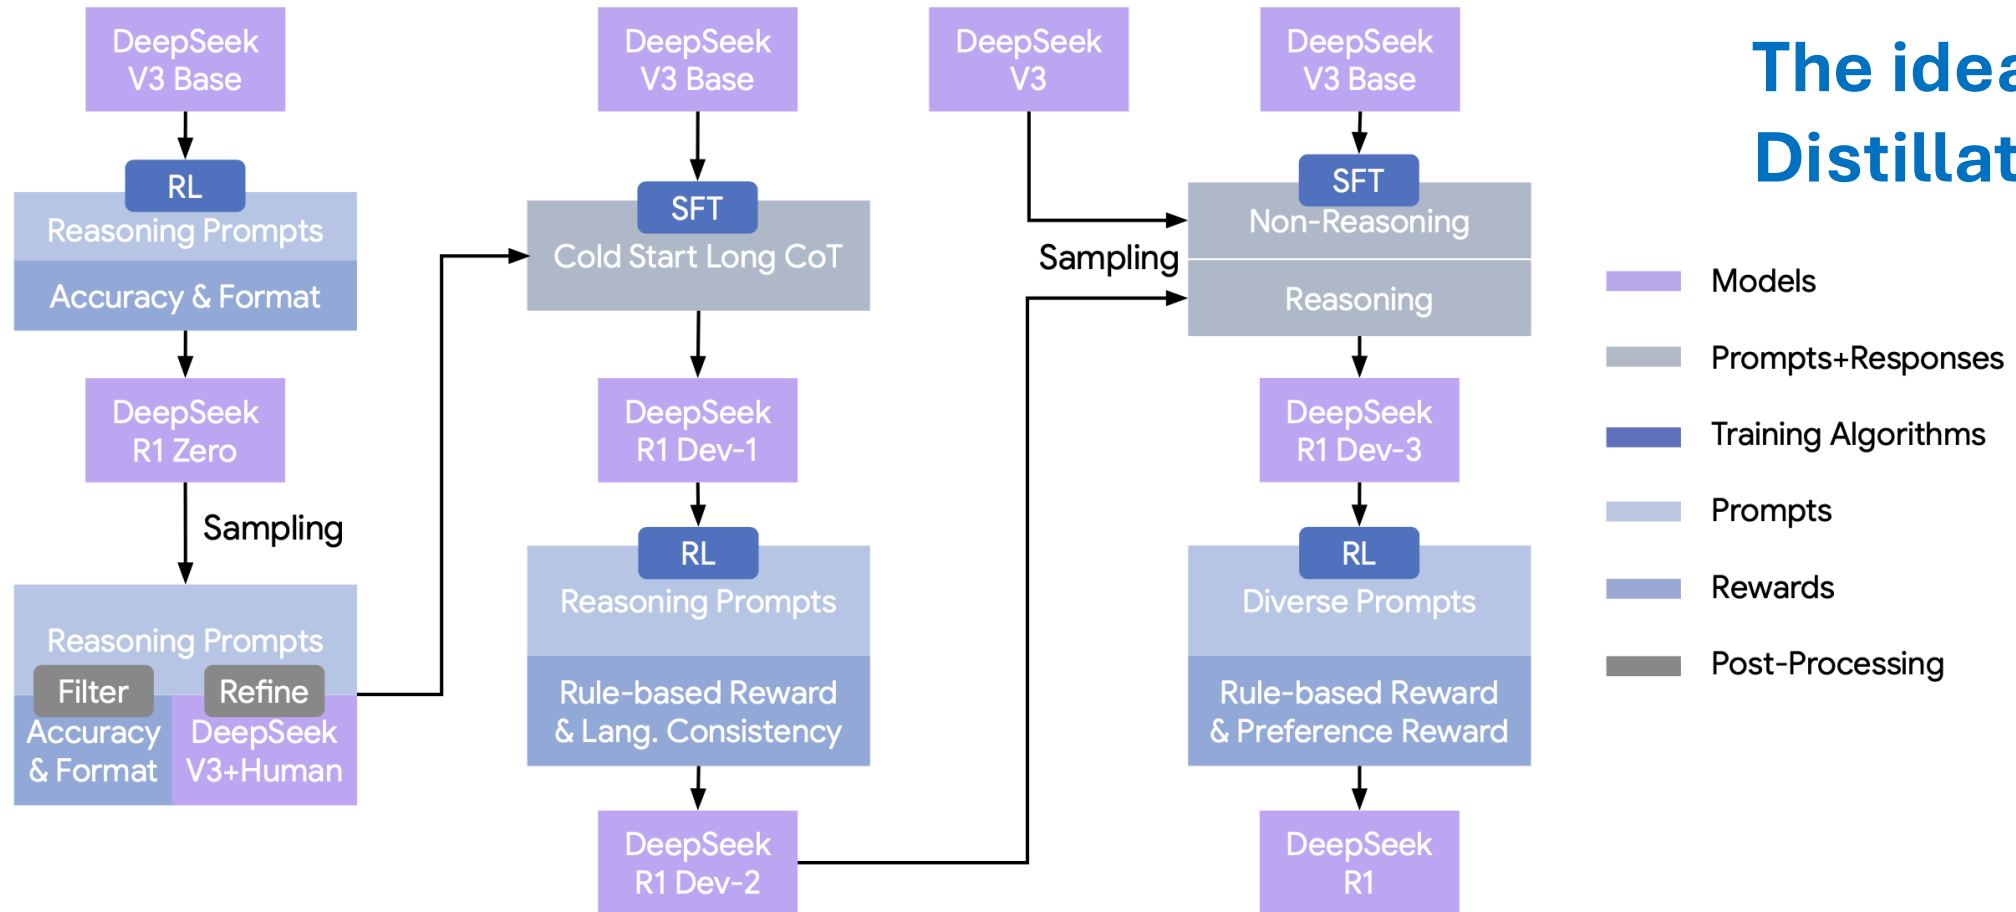 DeepSeek
V3 Base
RL
Reasoning Prompts
Accuracy & Format
DeepSeek
R1 Zero
Sampling
Reasoning Prompts
Filter
Refine
Accuracy
& Format
DeepSeek
V3+Human
DeepSeek
V3 Base
SFT
Cold Start Long CoT
DeepSeek
R1 Dev-1
RL
Reasoning Prompts
Rule-based Reward
& Lang. Consistency
DeepSeek
R1 Dev-2
DeepSeek
V3
Sampling
DeepSeek
V3 Base
SFT
Non-Reasoning
Reasoning
DeepSeek
R1 Dev-3
RL
Diverse Prompts
Rule-based Reward
& Preference Reward
DeepSeek
R1
The idea
Distillat
Models
Prompts+Responses
Training Algorithms
Prompts
Rewards
Post-Processing